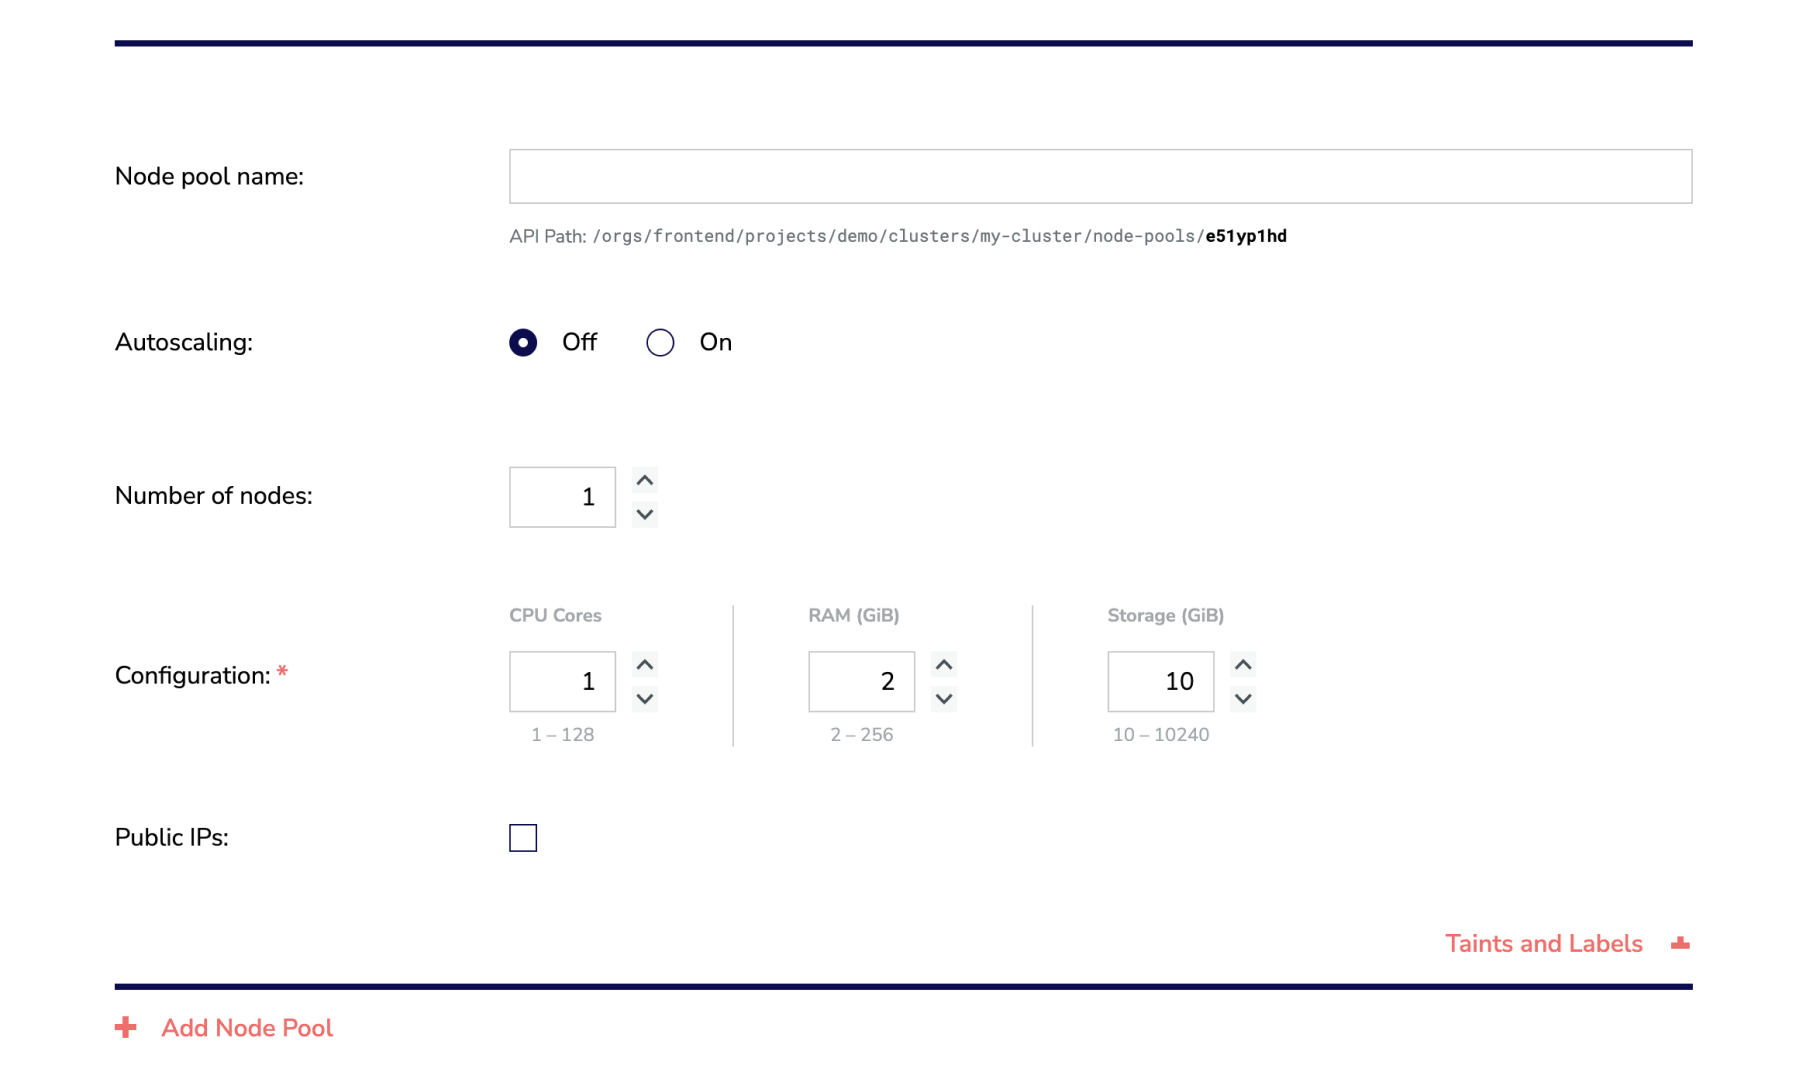 Node pool name:
API Path: /orgs/frontend/projects/demo/clusters/my-cluster/node-pools/e51yp1hd
Autoscaling: Off On
Number of nodes: 1
CPU Cores RAM (GiB) Storage (GiB)
Configuration: * 1 2 10
1 – 128 2 – 256 10 – 10240
Public IPs:
Taints and Labels
Add Node Pool